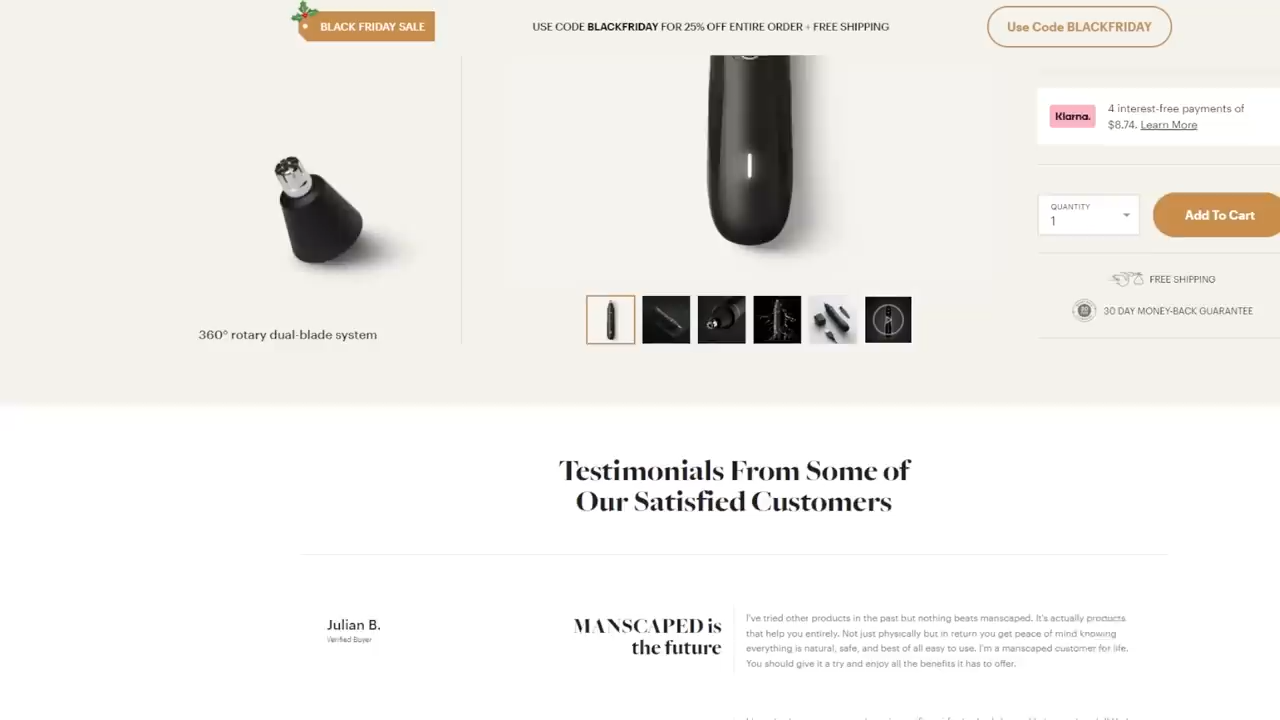 BLACK FRIDAY SALE
USE CODE BLACKFRIDAY FOR 25% OFF ENTIRE ORDER + FREE SHIPPING
Use Code BLACKFRIDAY
Klarna.
4 interest-free payments of
$8.74. Learn More
QUANTITY
1
Add To Cart
FREE SHIPPING
30 DAY MONEY-BACK GUARANTEE
360° rotary dual-blade system
Testimonials From Some of
Our Satisfied Customers
Julian B.
Verified Buyer
MANSCAPED is
the future
I've tried other products in the past but nothing beats manscaped. It's actually products
that help you entirely. Not just physically but in return you get peace of mind knowing
everything is natural, safe, and best of all easy to use. I'm a manscaped customer for life.
You should give it a try and enjoy all the benefits it has to offer.